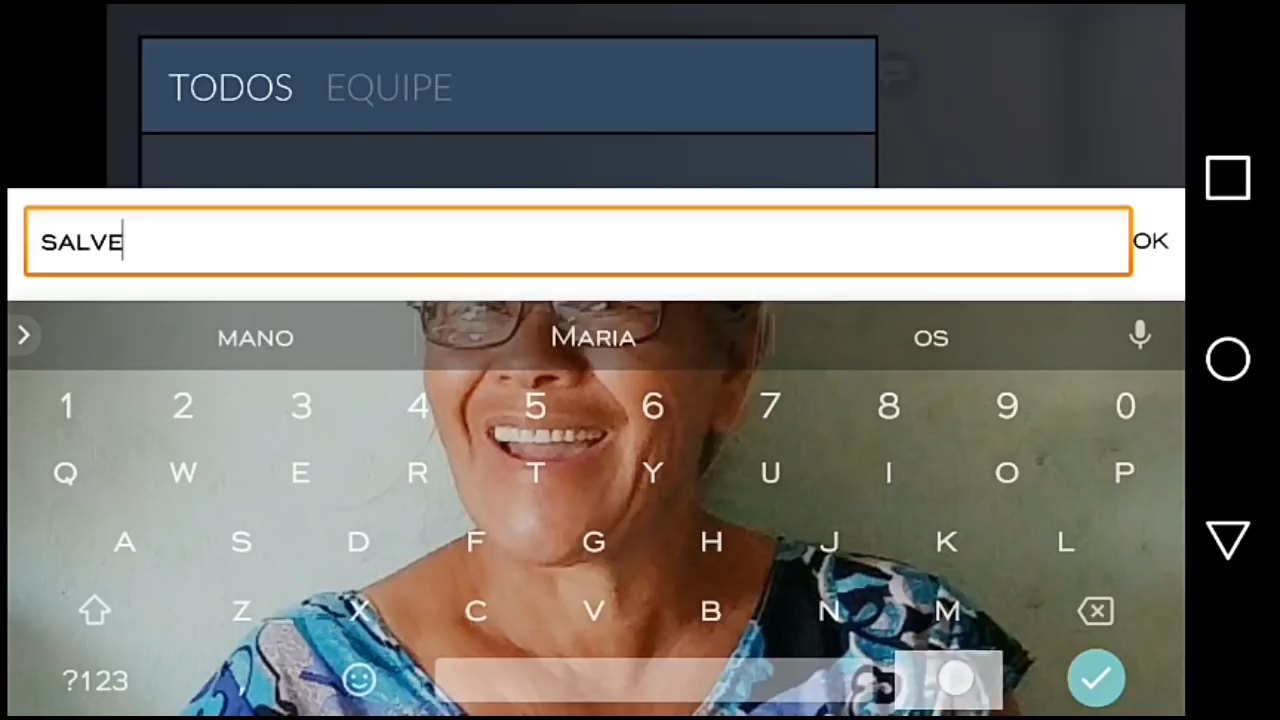 TODOS EQUIPE
SALVE OK
MANO Maria OS
1 2 3 4 5 6 7 8 9 0
Q W E R T Y U I O P
A S D F G H J K L
Z X C V B N M
?123 ,